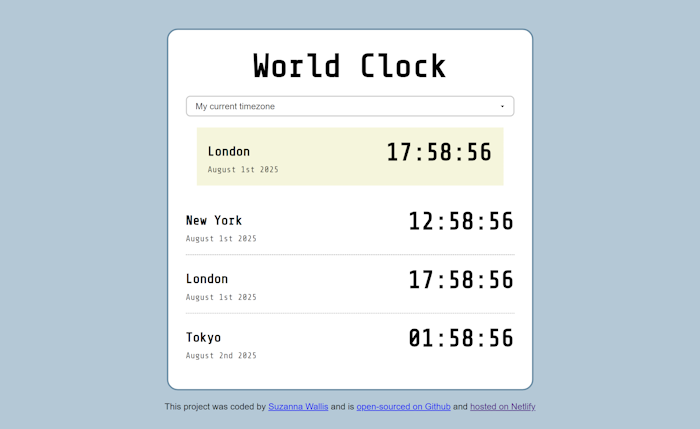 World Clock
My current timezone
London 17:58:56
August 1st 2025
New York 12:58:56
August 1st 2025
London 17:58:56
August 1st 2025
Tokyo 01:58:56
August 2nd 2025
This project was coded by Suzanna Wallis and is open-sourced on Github and hosted on Netlify